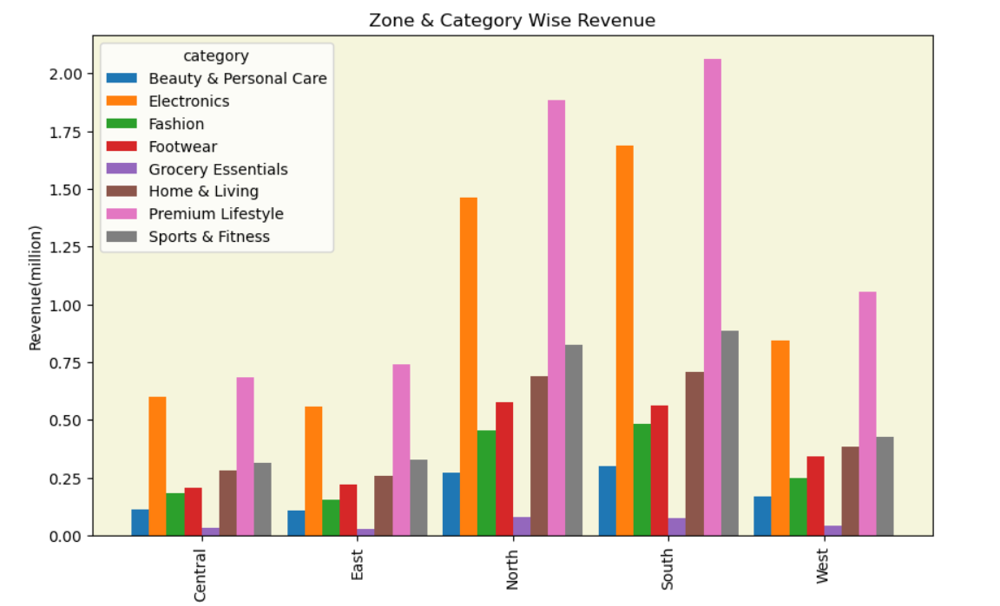 Zone & Category Wise Revenue
category
Beauty & Personal Care
Electronics
Fashion
Footwear
Grocery Essentials
Home & Living
Premium Lifestyle
Sports & Fitness
Revenue(million)
2.00
1.75
1.50
1.25
1.00
0.75
0.50
0.25
0.00
Central
East
North
South
West